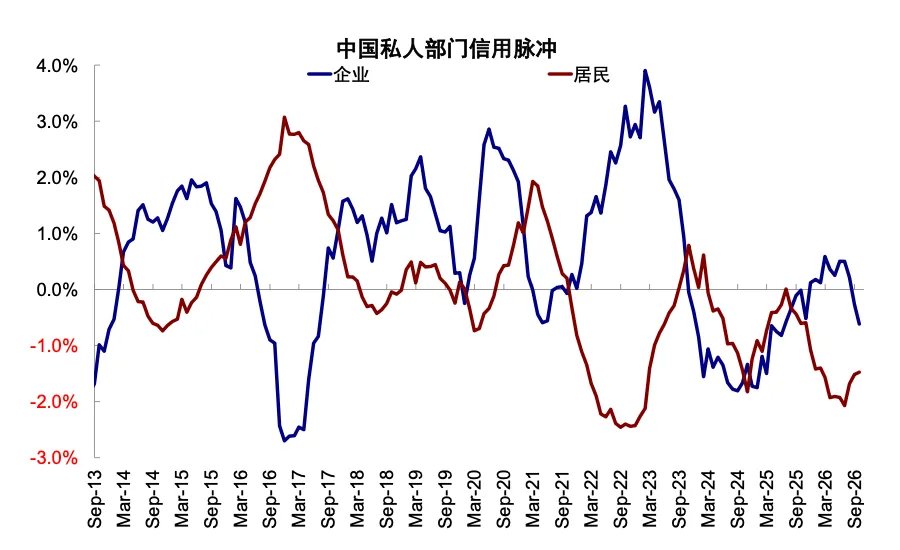 中国私人部门信用脉冲
企业 居民
4.0%
3.0%
2.0%
1.0%
0.0%
-1.0%
-2.0%
-3.0%
Sep-13
Mar-14
Sep-14
Mar-15
Sep-15
Mar-16
Sep-16
Mar-17
Sep-17
Mar-18
Sep-18
Mar-19
Sep-19
Mar-20
Sep-20
Mar-21
Sep-21
Mar-22
Sep-22
Mar-23
Sep-23
Mar-24
Sep-24
Mar-25
Sep-25
Mar-26
Sep-26